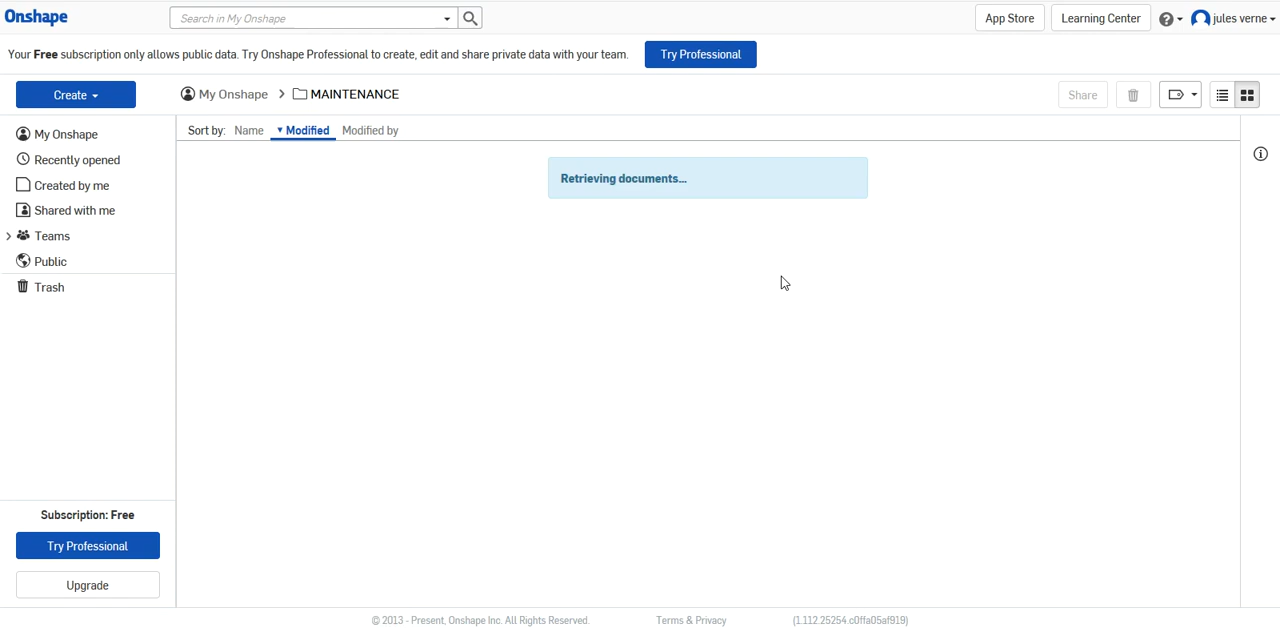 Onshape
Search in My Onshape
App Store
Learning Center
jules verne
Your Free subscription only allows public data. Try Onshape Professional to create, edit and share private data with your team.
Try Professional
Create
My Onshape > MAINTENANCE
Share
Sort by: Name Modified Modified by
My Onshape
Recently opened
Created by me
Shared with me
Teams
Public
Trash
Retrieving documents...
Subscription: Free
Try Professional
Upgrade
© 2013 - Present, Onshape Inc. All Rights Reserved.
Terms & Privacy
(1.112.25254.c0ffa05af919)